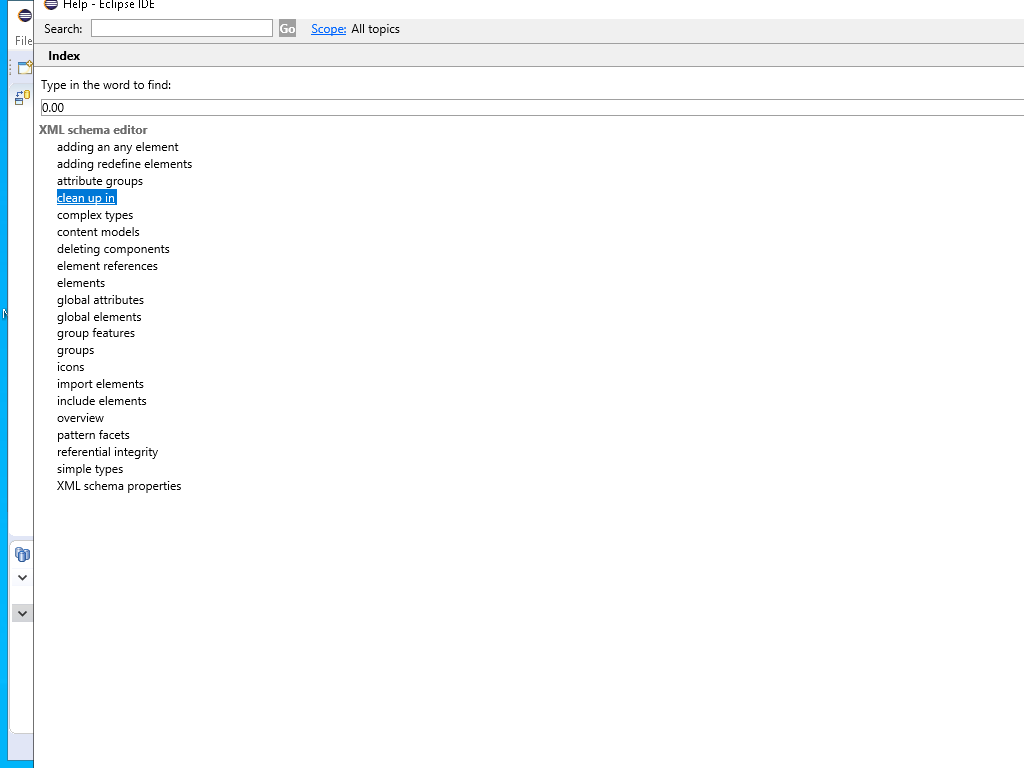 Help - Eclipse IDE
File
Search:
Go
Scope: All topics
Index
Type in the word to find:
0.00
XML schema editor
adding an any element
adding redefine elements
attribute groups
clean up in
complex types
content models
deleting components
element references
elements
global attributes
global elements
group features
groups
icons
import elements
include elements
overview
pattern facets
referential integrity
simple types
XML schema properties